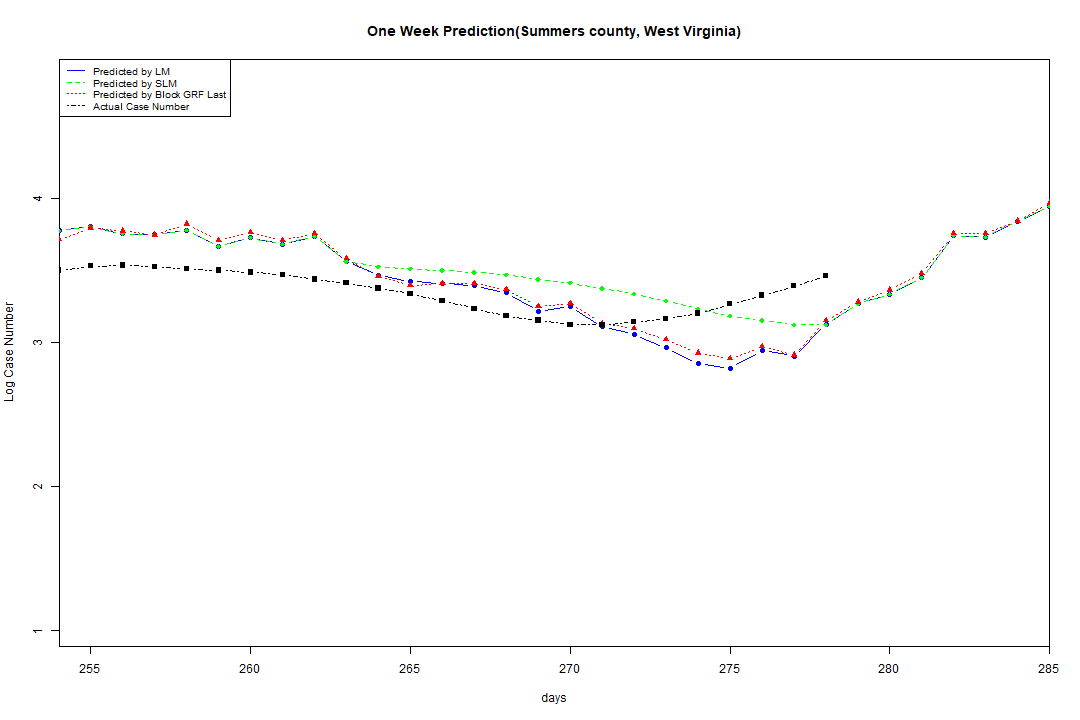 One Week Prediction(Summers county, West Virginia)
Predicted by LM
Predicted by SLM
Predicted by Block GRF Last
Actual Case Number
4
3
2
1
Log Case Number
255 260 265 270 275 280 285
days